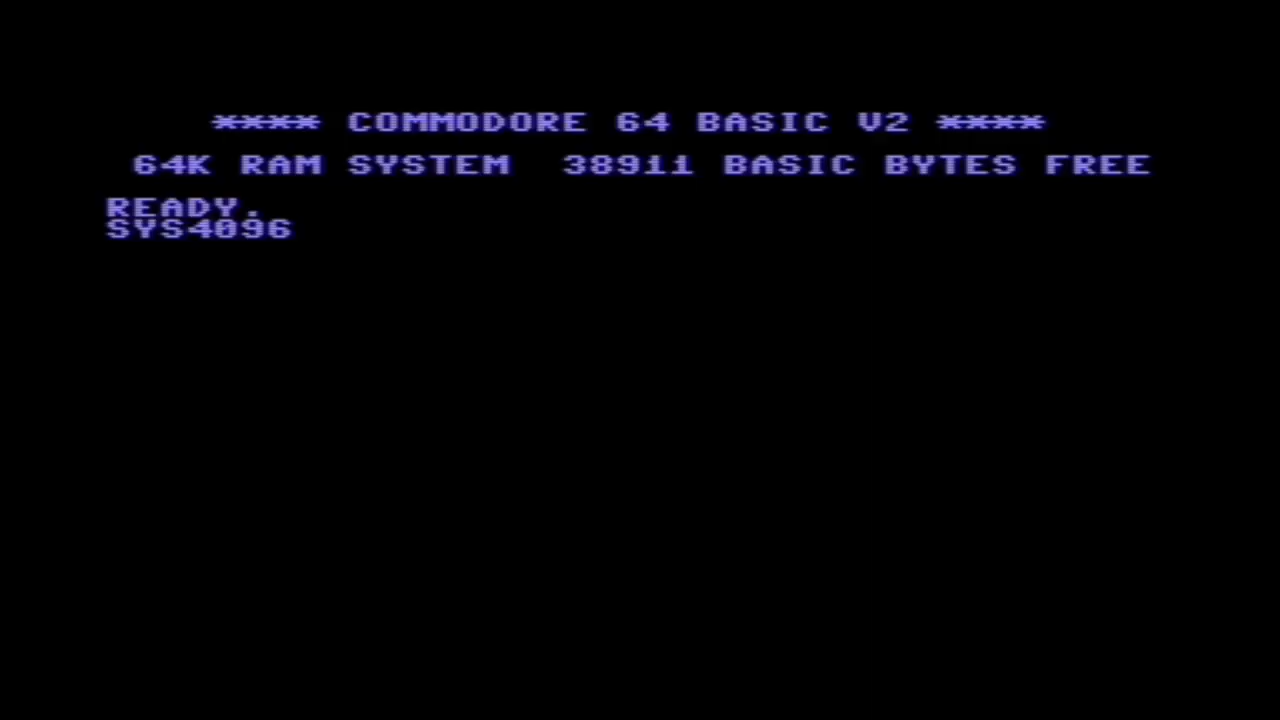 **** COMMODORE 64 BASIC V2 ****
64K RAM SYSTEM  38911 BASIC BYTES FREE
READY.
SYS4096